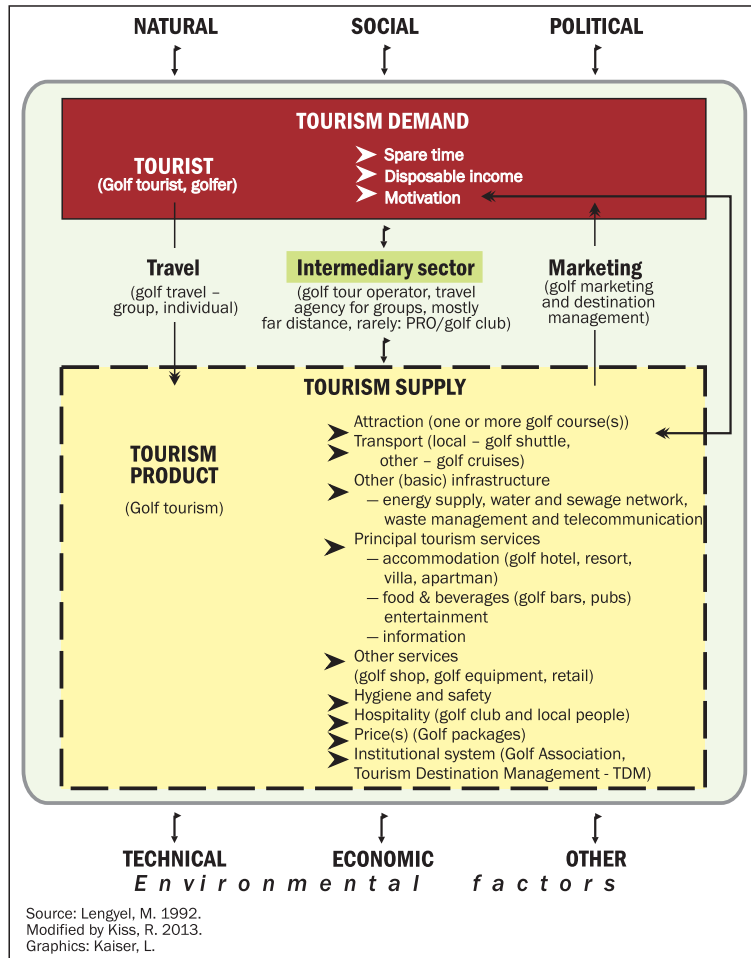 NATURAL SOCIAL POLITICAL
TOURISM DEMAND
TOURIST
(Golf tourist, golfer)
Spare time
Disposable income
Motivation
Travel
(golf travel –
group, individual)
Intermediary sector
(golf tour operator, travel
agency for groups, mostly
far distance, rarely: PRO/golf club)
Marketing
(golf marketing
and destination
management)
TOURISM SUPPLY
TOURISM
PRODUCT
(Golf tourism)
Attraction (one or more golf course(s))
Transport (local – golf shuttle,
other – golf cruises)
Other (basic) infrastructure
— energy supply, water and sewage network,
waste management and telecommunication
Principal tourism services
— accommodation (golf hotel, resort,
villa, apartman)
— food & beverages (golf bars, pubs)
entertainment
— information
Other services
(golf shop, golf equipment, retail)
Hygiene and safety
Hospitality (golf club and local people)
Price(s) (Golf packages)
Institutional system (Golf Association,
Tourism Destination Management - TDM)
TECHNICAL ECONOMIC OTHER
Environmental factors
Source: Lengyel, M. 1992.
Modified by Kiss, R. 2013.
Graphics: Kaiser, L.